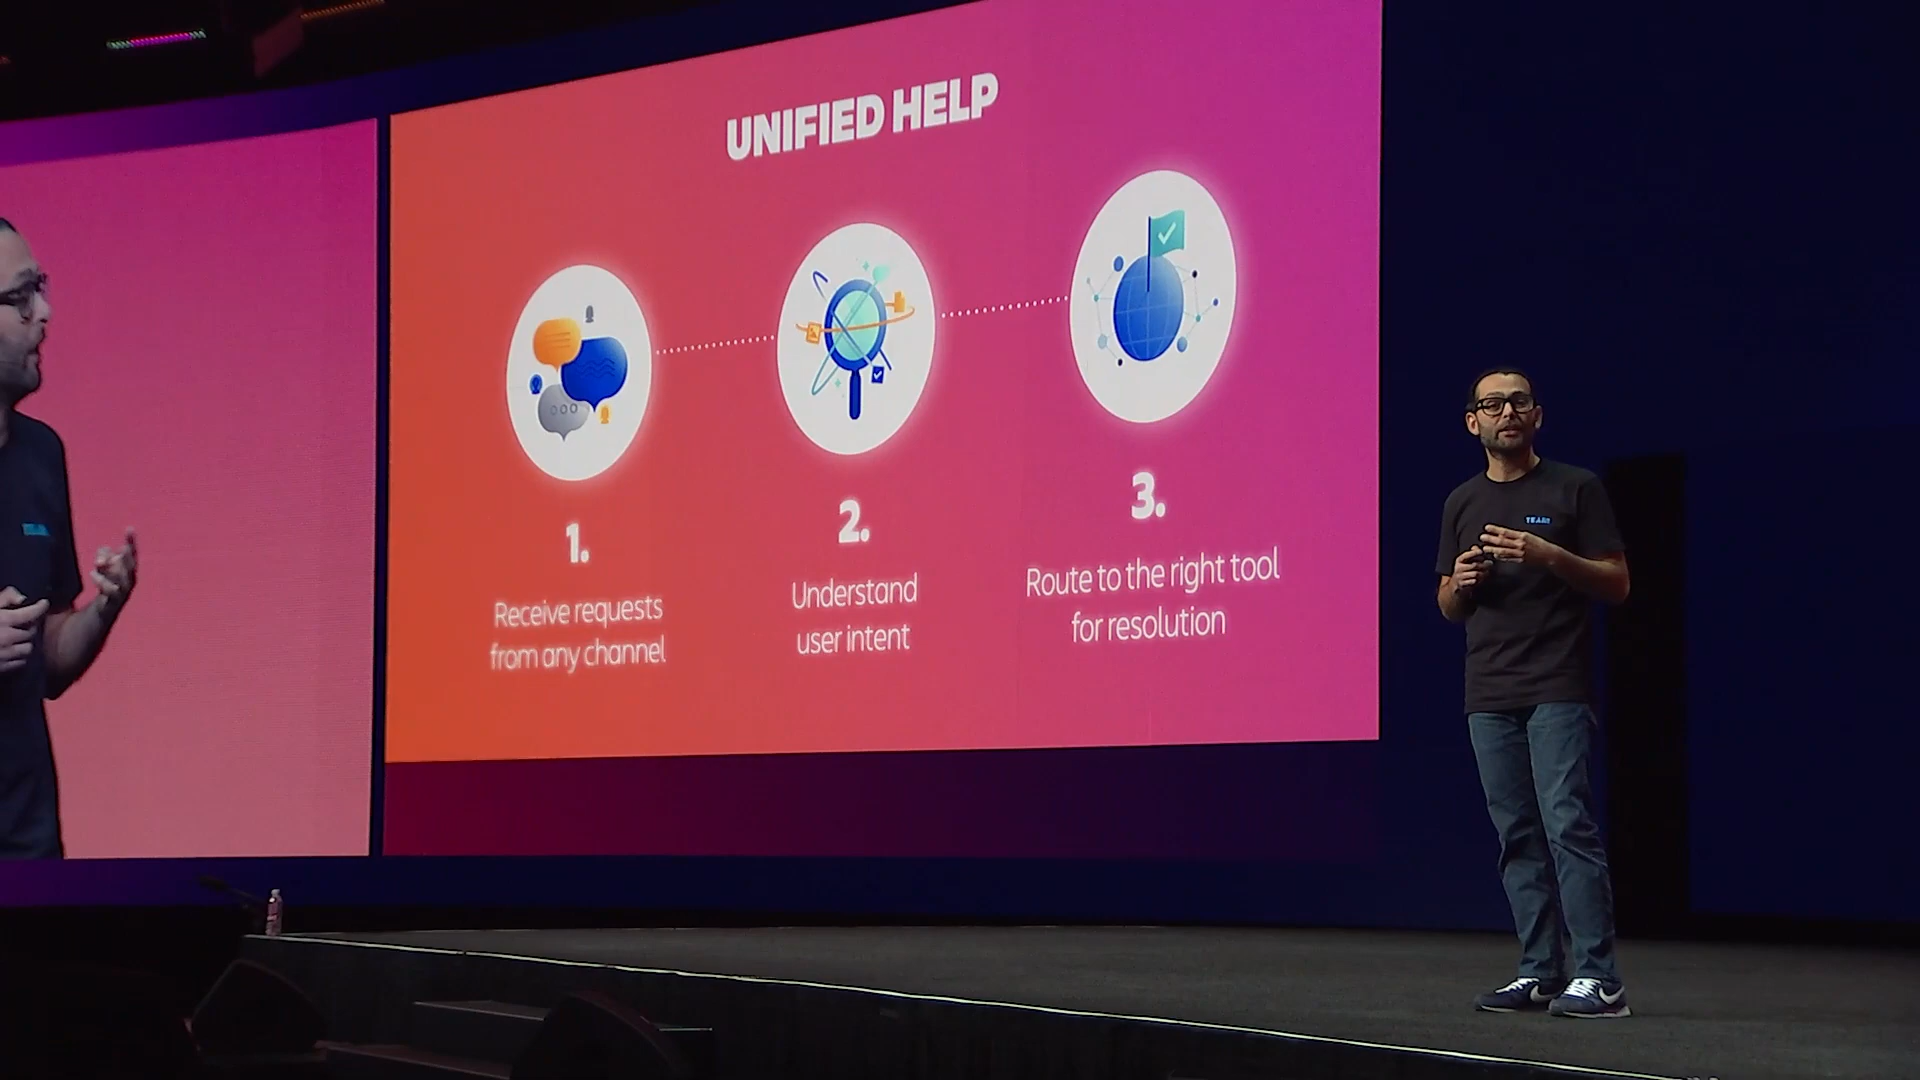 UNIFIED HELP
1.
Receive requests
from any channel
2.
Understand
user intent
3.
Route to the right tool
for resolution
TEAM